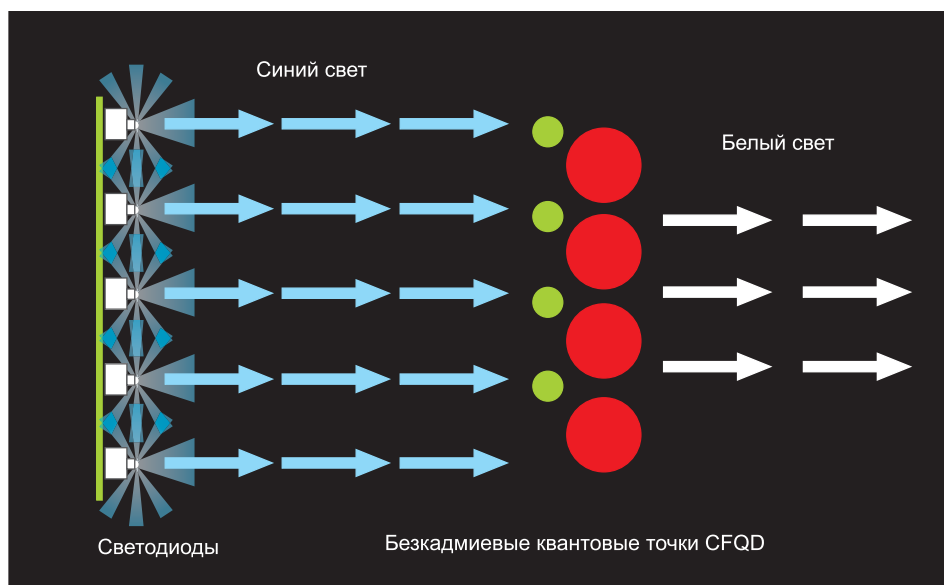 Синий свет
Белый свет
Светодиоды
Безкадмиевые квантовые точки CFQD